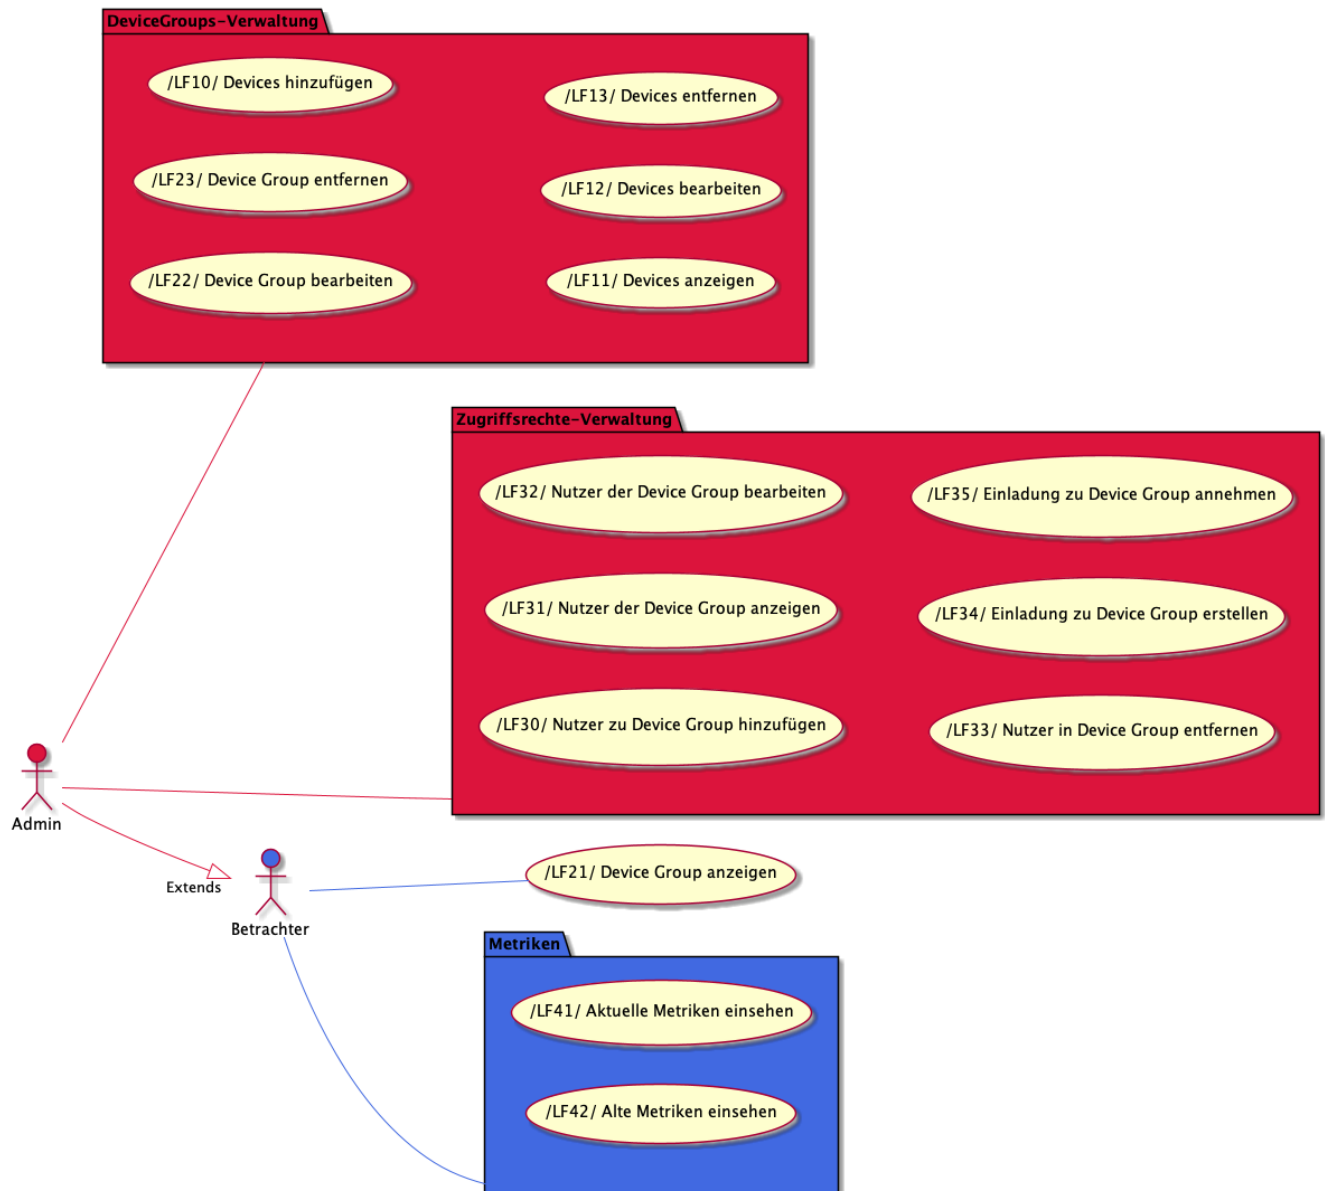 DeviceGroups-Verwaltung
/LF10/ Devices hinzufügen
/LF13/ Devices entfernen
/LF23/ Device Group entfernen
/LF12/ Devices bearbeiten
/LF22/ Device Group bearbeiten
/LF11/ Devices anzeigen
Zugriffsrechte-Verwaltung
/LF32/ Nutzer der Device Group bearbeiten
/LF35/ Einladung zu Device Group annehmen
/LF31/ Nutzer der Device Group anzeigen
/LF34/ Einladung zu Device Group erstellen
/LF30/ Nutzer zu Device Group hinzufügen
/LF33/ Nutzer in Device Group entfernen
Admin
Extends
Betrachter
/LF21/ Device Group anzeigen
Metriken
/LF41/ Aktuelle Metriken einsehen
/LF42/ Alte Metriken einsehen